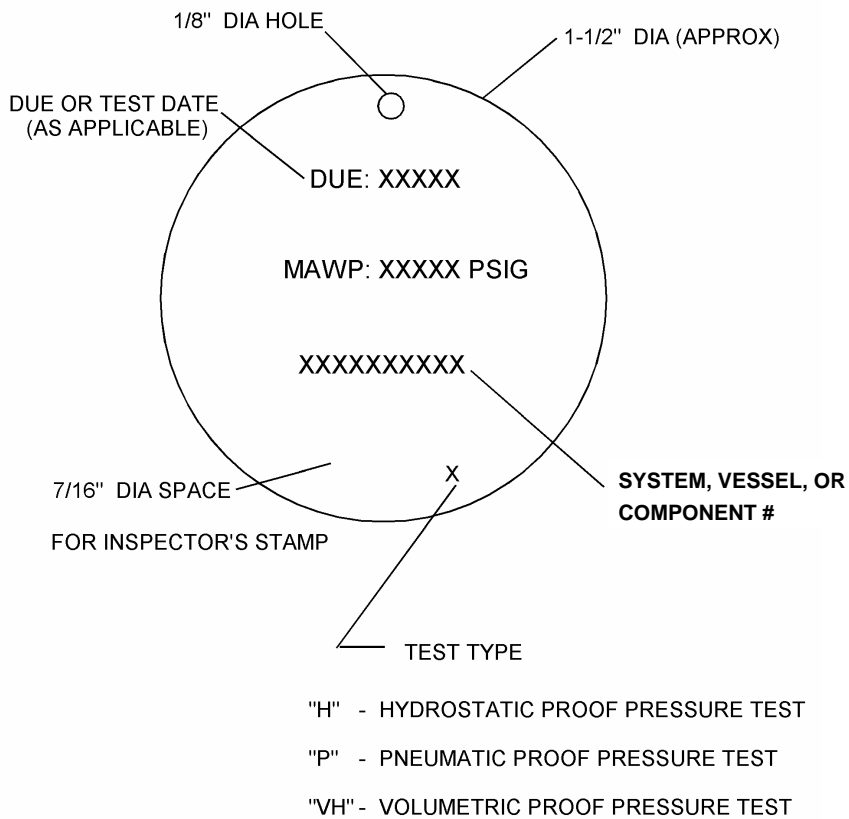 1/8" DIA HOLE
1-1/2" DIA (APPROX)
DUE OR TEST DATE
(AS APPLICABLE)
DUE: XXXXX
MAWP: XXXXX PSIG
XXXXXXXXXX
X
7/16" DIA SPACE
FOR INSPECTOR'S STAMP
SYSTEM, VESSEL, OR
COMPONENT #
TEST TYPE
"H" - HYDROSTATIC PROOF PRESSURE TEST
"P" - PNEUMATIC PROOF PRESSURE TEST
"VH" - VOLUMETRIC PROOF PRESSURE TEST